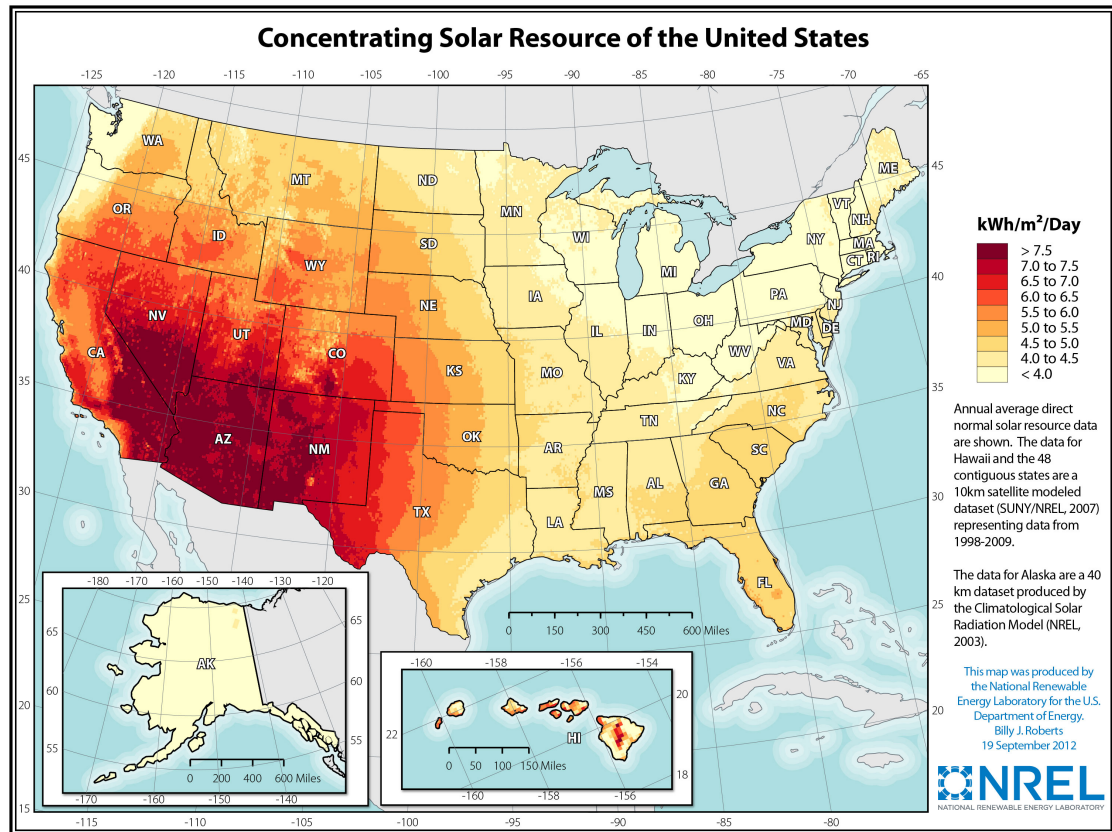 Concentrating Solar Resource of the United States
-125 -120 -115 -110 -105 -100 -95 -90 -85 -80 -75 -70 -65
45
40
35
30
25
20
15
45
40
35
30
25
20
WA
OR
CA
NV
ID
MT
WY
UT
CO
AZ
NM
ND
SD
NE
KS
OK
TX
MN
IA
MO
AR
LA
WI
IL
MI
IN
OH
KY
TN
MS
AL
GA
FL
SC
NC
VA
WV
MD
DE
PA
NJ
NY
CT
RI
MA
VT
NH
ME
0 150 300 450 600 Miles
-180 -170 -160 -150 -140 -130 -120
65
60
55
65
60
55
AK
0 200 400 600 Miles
-170 -160 -150 -140
-160 -158 -156 -154
22
20
18
HI
0 50 100 150 Miles
-160 -158 -156
-115 -110 -105 -100 -95 -90 -85 -80
kWh/m²/Day
> 7.5
7.0 to 7.5
6.5 to 7.0
6.0 to 6.5
5.5 to 6.0
5.0 to 5.5
4.5 to 5.0
4.0 to 4.5
< 4.0
Annual average direct
normal solar resource data
are shown. The data for
Hawaii and the 48
contiguous states are a
10km satellite modeled
dataset (SUNY/NREL, 2007)
representing data from
1998-2009.
The data for Alaska are a 40
km dataset produced by
the Climatological Solar
Radiation Model (NREL,
2003).
This map was produced by
the National Renewable
Energy Laboratory for the U.S.
Department of Energy.
Billy J. Roberts
19 September 2012
NREL
NATIONAL RENEWABLE ENERGY LABORATORY